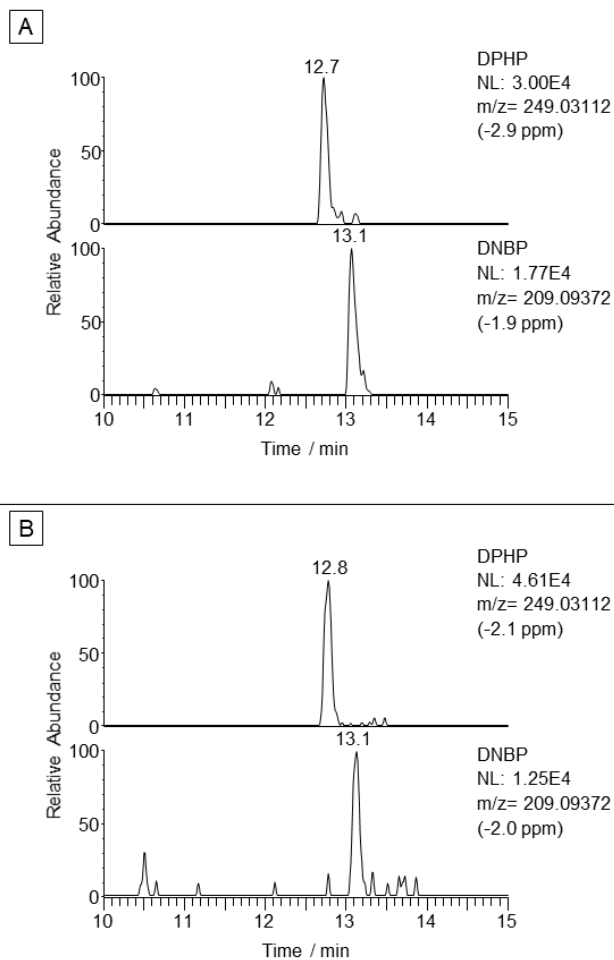 A
12.7
DPHP
NL: 3.00E4
m/z= 249.03112
(-2.9 ppm)
100
50
0
13.1
DNBP
NL: 1.77E4
m/z= 209.09372
(-1.9 ppm)
100
50
0
Relative Abundance
10 11 12 13 14 15
Time / min
B
12.8
DPHP
NL: 4.61E4
m/z= 249.03112
(-2.1 ppm)
100
50
0
13.1
DNBP
NL: 1.25E4
m/z= 209.09372
(-2.0 ppm)
100
50
0
Relative Abundance
10 11 12 13 14 15
Time / min